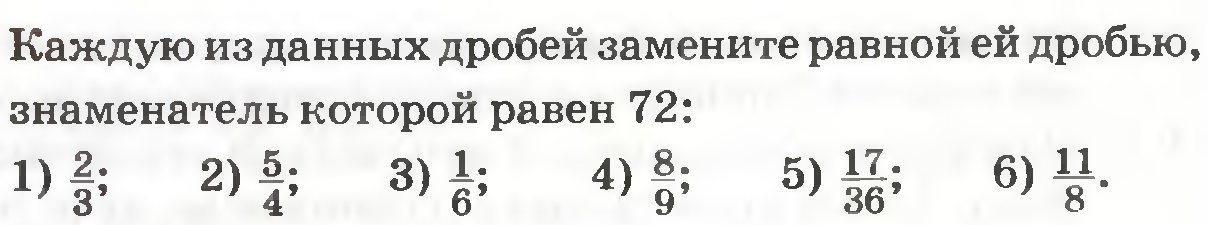 Каждую из данных дробей замените равной ей дробью,
знаменатель которой равен 72:
1) 2/3; 2) 5/4; 3) 1/6; 4) 8/9; 5) 17/36; 6) 11/8.